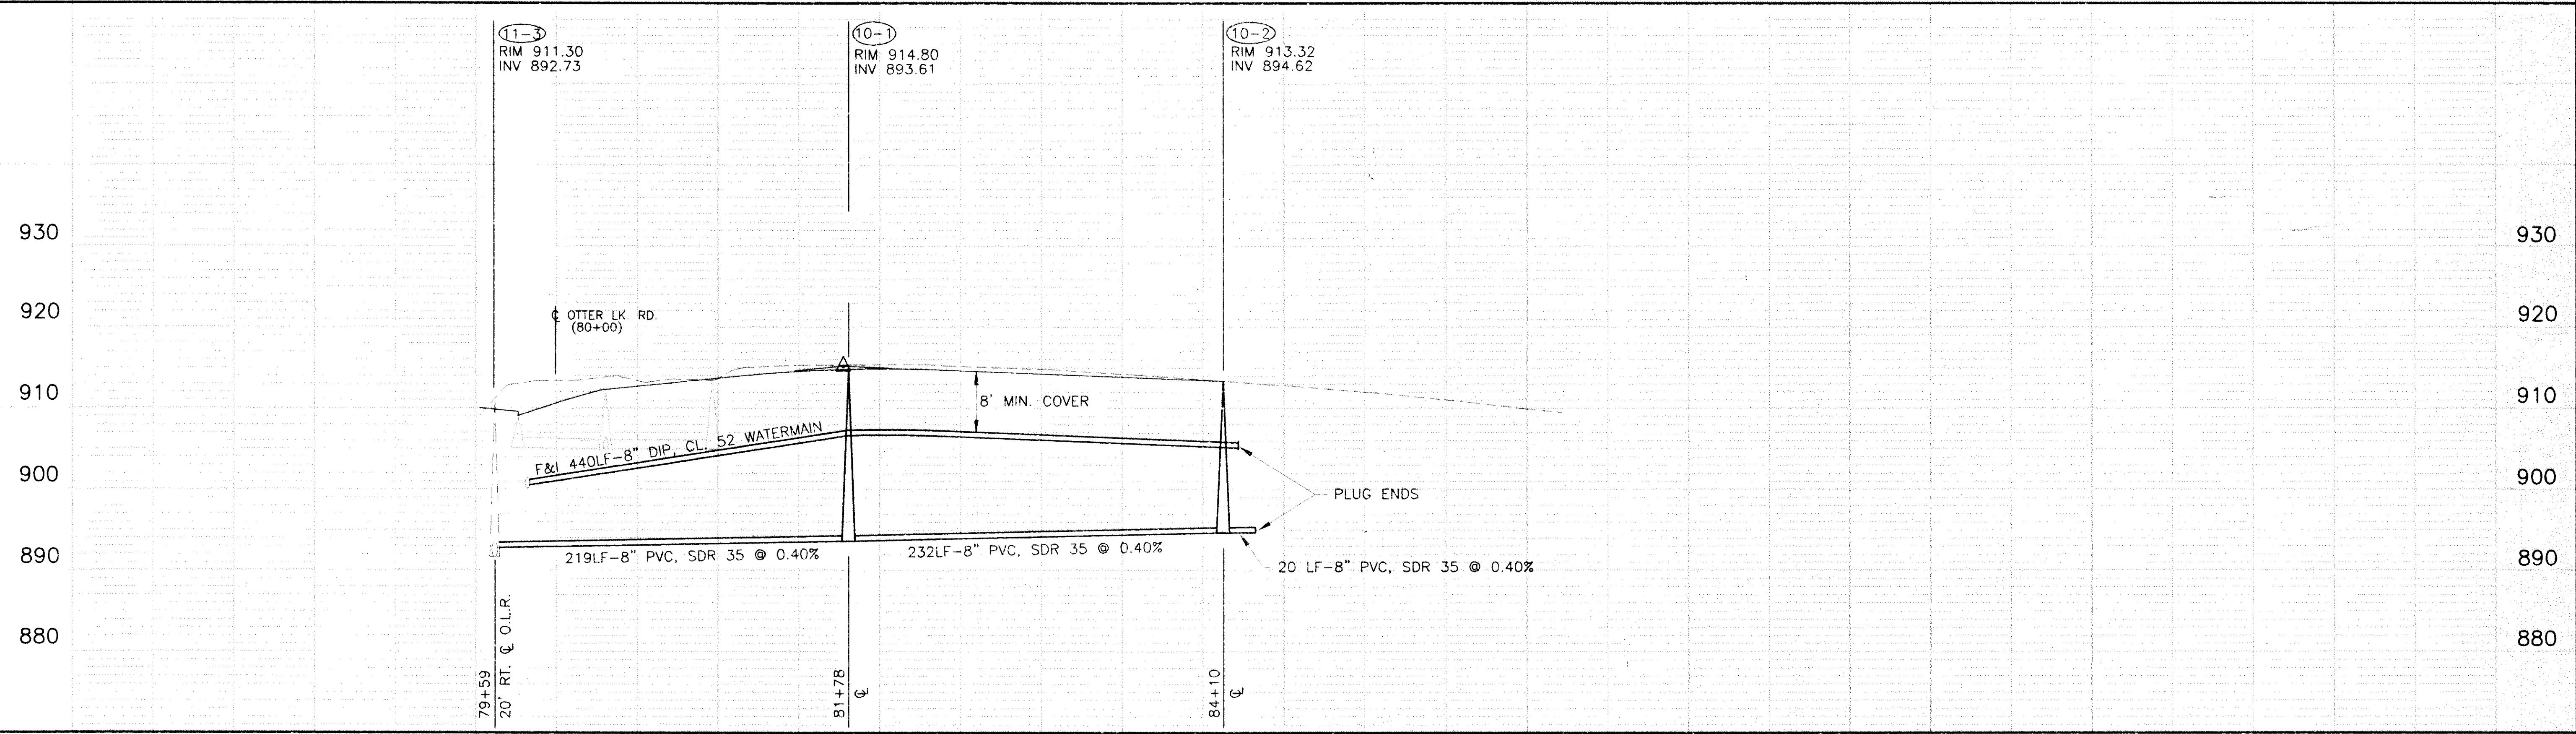 11-3
RIM 911.30
INV 892.73
10-1
RIM 914.80
INV 893.61
10-2
RIM 913.32
INV 894.62
930
930
920
℄ OTTER LK. RD.
(80+00)
920
910
8' MIN. COVER
910
F&I 440LF-8" DIP, CL. 52 WATERMAIN
900
PLUG ENDS
900
890
219LF-8" PVC, SDR 35 @ 0.40%
232LF-8" PVC, SDR 35 @ 0.40%
20 LF-8" PVC, SDR 35 @ 0.40%
890
880
880
79+59
20' RT. ℄ O.L.R.
81+78
℄
84+10
℄